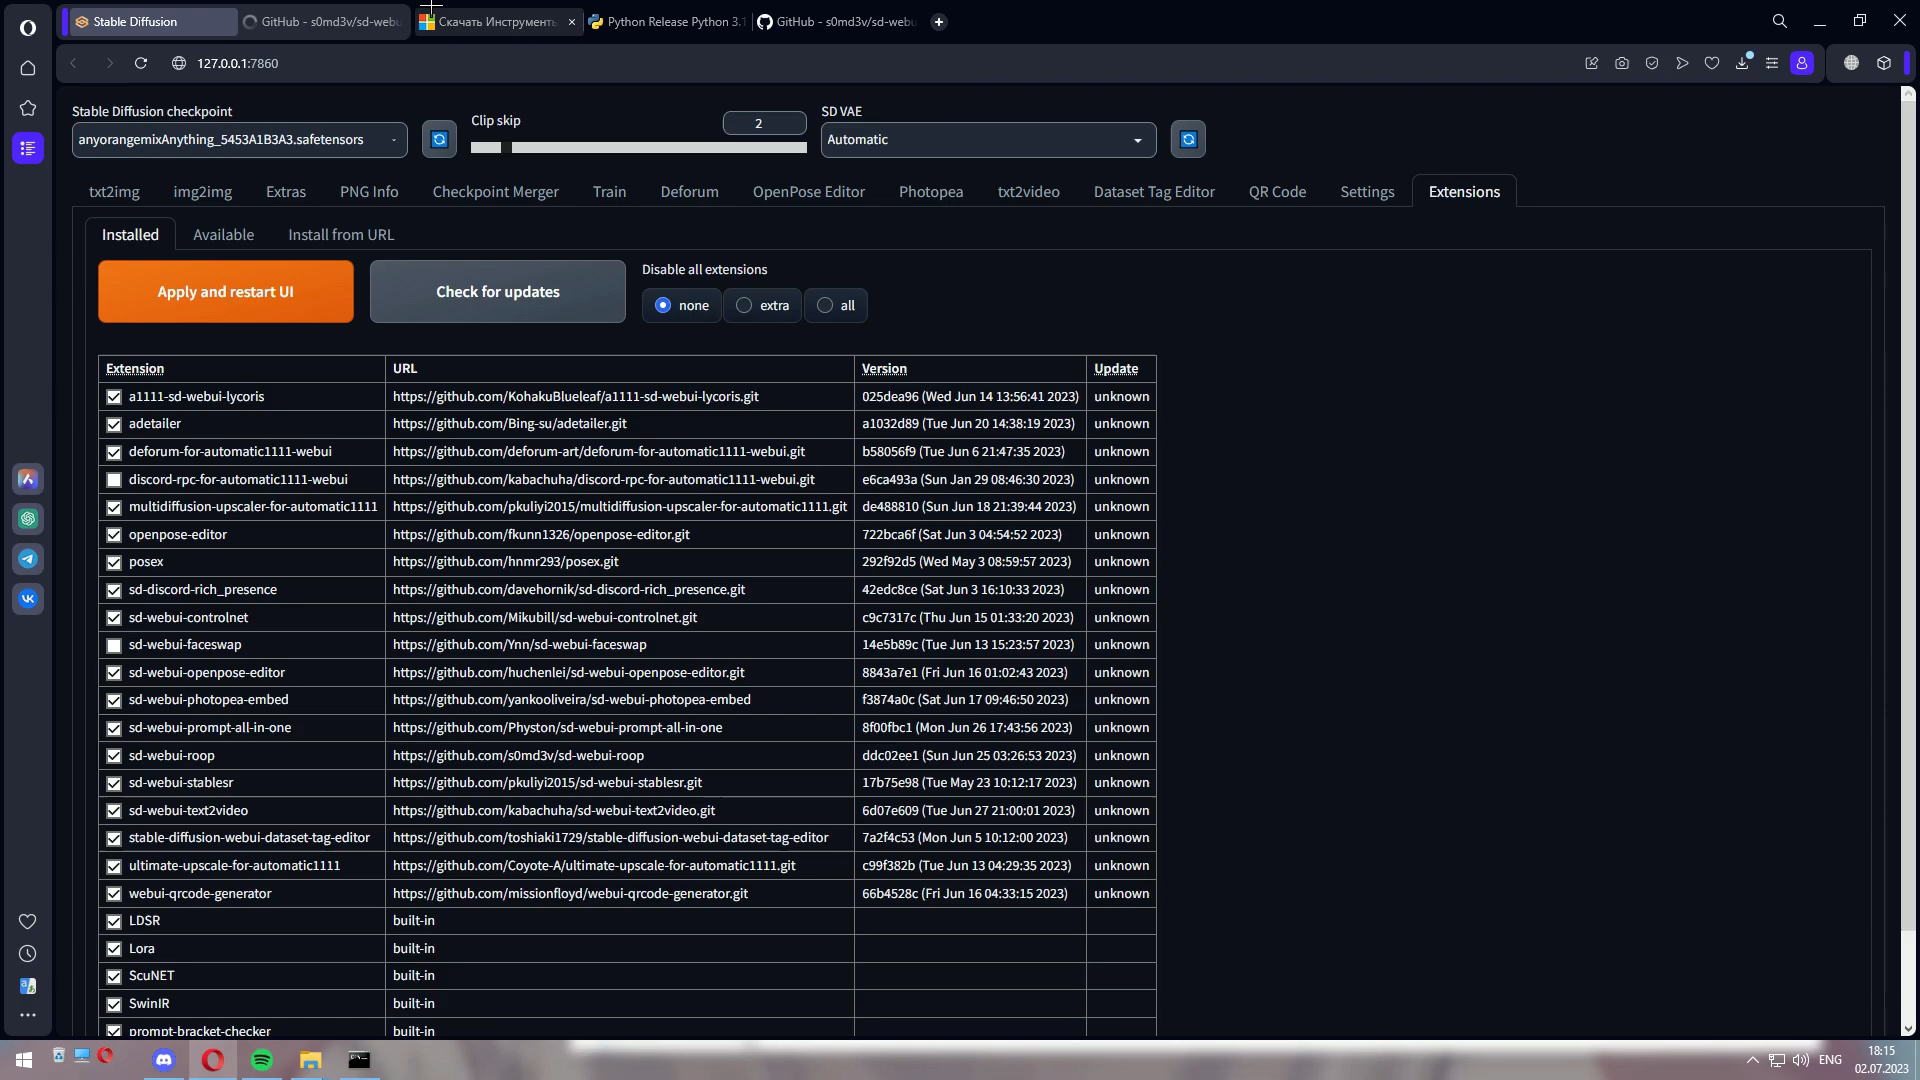 Stable Diffusion
GitHub - s0md3v/sd-webu
Скачать Инструменты
Python Release Python 3.1
GitHub - s0md3v/sd-webu
127.0.0.1:7860
Stable Diffusion checkpoint
anyorangemixAnything_5453A1B3A3.safetensors
Clip skip
2
SD VAE
Automatic
txt2img
img2img
Extras
PNG Info
Checkpoint Merger
Train
Deforum
OpenPose Editor
Photopea
txt2video
Dataset Tag Editor
QR Code
Settings
Extensions
Installed
Available
Install from URL
Apply and restart UI
Check for updates
Disable all extensions
none
extra
all
Extension URL Version Update
a1111-sd-webui-lycoris https://github.com/KohakuBlueleaf/a1111-sd-webui-lycoris.git 025dea96 (Wed Jun 14 13:56:41 2023) unknown
adetailer https://github.com/Bing-su/adetailer.git a1032d89 (Tue Jun 20 14:38:19 2023) unknown
deforum-for-automatic1111-webui https://github.com/deforum-art/deforum-for-automatic1111-webui.git b58056f9 (Tue Jun 6 21:47:35 2023) unknown
discord-rpc-for-automatic1111-webui https://github.com/kabachuha/discord-rpc-for-automatic1111-webui.git e6ca493a (Sun Jan 29 08:46:30 2023) unknown
multidiffusion-upscaler-for-automatic1111 https://github.com/pkuliyi2015/multidiffusion-upscaler-for-automatic1111.git de488810 (Sun Jun 18 21:39:44 2023) unknown
openpose-editor https://github.com/fkunn1326/openpose-editor.git 722bca6f (Sat Jun 3 04:54:52 2023) unknown
posex https://github.com/hnmr293/posex.git 292f92d5 (Wed May 3 08:59:57 2023) unknown
sd-discord-rich_presence https://github.com/davehornik/sd-discord-rich_presence.git 42edc8ce (Sat Jun 3 16:10:33 2023) unknown
sd-webui-controlnet https://github.com/Mikubill/sd-webui-controlnet.git c9c7317c (Thu Jun 15 01:33:20 2023) unknown
sd-webui-faceswap https://github.com/Ynn/sd-webui-faceswap 14e5b89c (Tue Jun 13 15:23:57 2023) unknown
sd-webui-openpose-editor https://github.com/huchenlei/sd-webui-openpose-editor.git 8843a7e1 (Fri Jun 16 01:02:43 2023) unknown
sd-webui-photopea-embed https://github.com/yankooliveira/sd-webui-photopea-embed f3874a0c (Sat Jun 17 09:46:50 2023) unknown
sd-webui-prompt-all-in-one https://github.com/Physton/sd-webui-prompt-all-in-one 8f00fbc1 (Mon Jun 26 17:43:56 2023) unknown
sd-webui-roop https://github.com/s0md3v/sd-webui-roop ddc02ee1 (Sun Jun 25 03:26:53 2023) unknown
sd-webui-stablesr https://github.com/pkuliyi2015/sd-webui-stablesr.git 17b75e98 (Tue May 23 10:12:17 2023) unknown
sd-webui-text2video https://github.com/kabachuha/sd-webui-text2video.git 6d07e609 (Tue Jun 27 21:00:01 2023) unknown
stable-diffusion-webui-dataset-tag-editor https://github.com/toshiaki1729/stable-diffusion-webui-dataset-tag-editor 7a2f4c53 (Mon Jun 5 10:12:00 2023) unknown
ultimate-upscale-for-automatic1111 https://github.com/Coyote-A/ultimate-upscale-for-automatic1111.git c99f382b (Tue Jun 13 04:29:35 2023) unknown
webui-qrcode-generator https://github.com/missionfloyd/webui-qrcode-generator.git 66b4528c (Fri Jun 16 04:33:15 2023) unknown
LDSR built-in
Lora built-in
ScuNET built-in
SwinIR built-in
prompt-bracket-checker built-in
ENG
18:15
02.07.2023